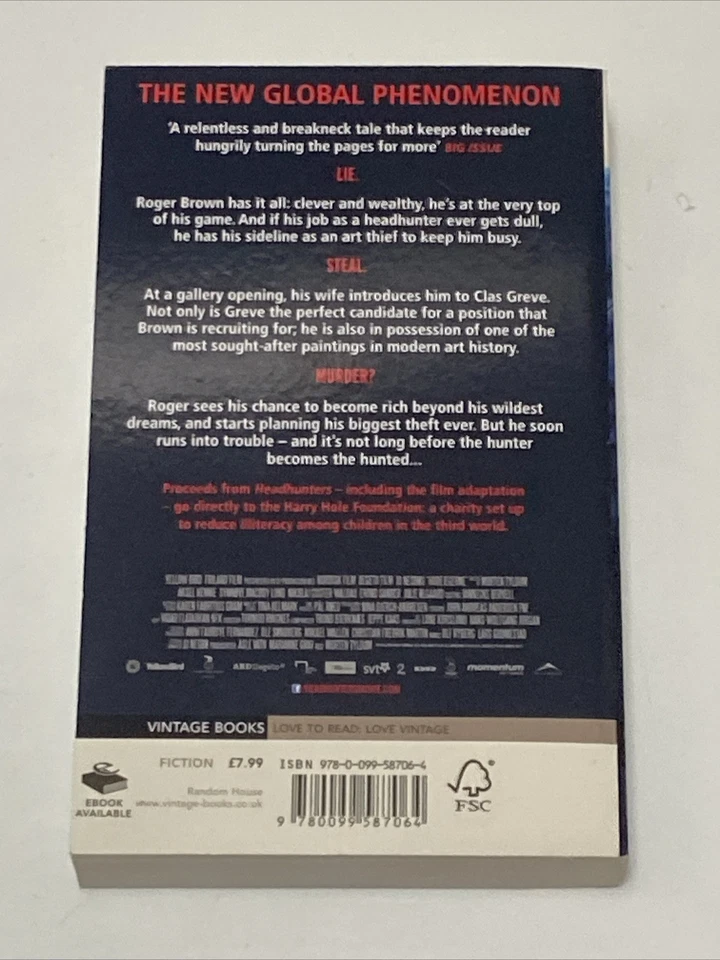 THE NEW GLOBAL PHENOMENON
'A relentless and breakneck tale that keeps the reader
hungrily turning the pages for more' BIG ISSUE
LIE.
Roger Brown has it all: clever and wealthy, he's at the very top
of his game. And if his job as a headhunter ever gets dull,
he has his sideline as an art thief to keep him busy.
STEAL.
At a gallery opening, his wife introduces him to Clas Greve.
Not only is Greve the perfect candidate for a position that
Brown is recruiting for; he is also in possession of one of the
most sought-after paintings in modern art history.
MURDER?
Roger sees his chance to become rich beyond his wildest
dreams, and starts planning his biggest theft ever. But he soon
runs into trouble – and it's not long before the hunter
becomes the hunted...
Proceeds from Headhunters – including the film adaptation
– go directly to the Harry Hole Foundation: a charity set up
to reduce illiteracy among children in the third world.
YellowBird
svt
2
momentum
VINTAGE BOOKS LOVE TO READ: LOVE VINTAGE
FICTION £7.99 ISBN 978-0-099-58706-4
Random House
www.vintage-books.co.uk
EBOOK
AVAILABLE
9 780099 587064
FSC